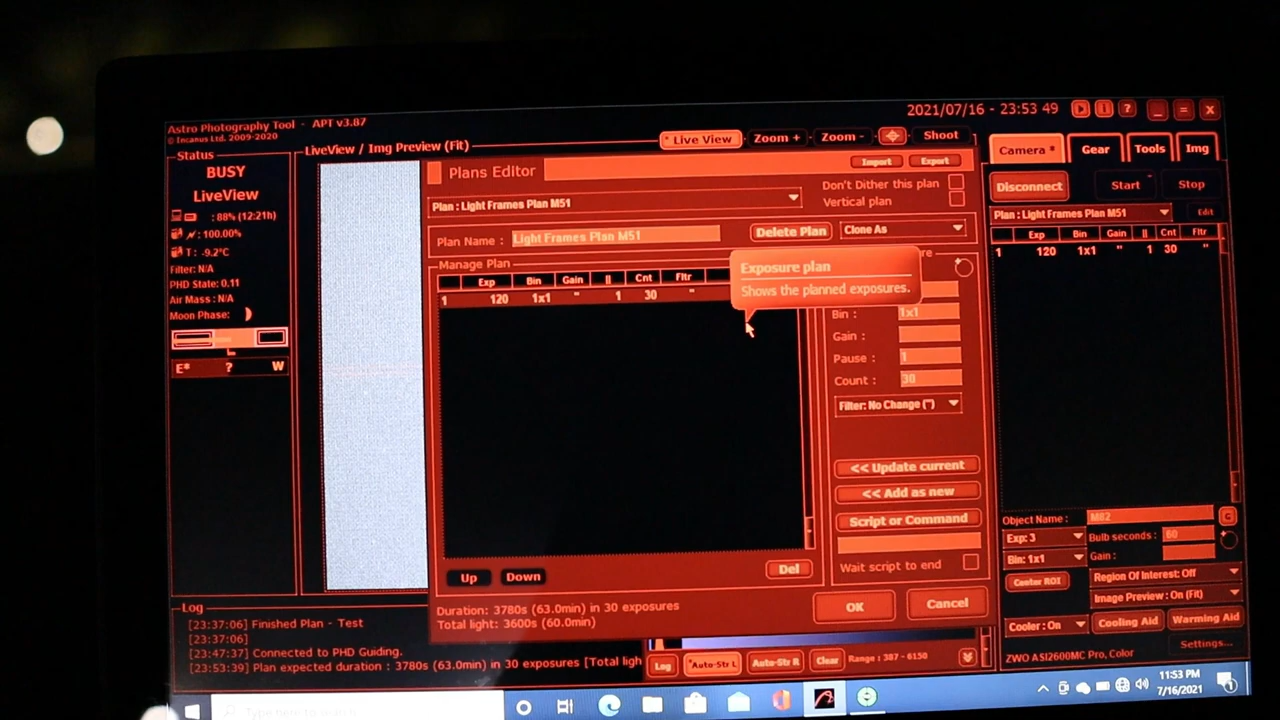 2021/07/16 - 23:53 49
Astro Photography Tool - APT v3.87
© Incanus Ltd. 2009-2020
Status
LiveView / Img Preview (Fit)
* Live View
Zoom +
Zoom -
Shoot
Camera *
Gear
Tools
Img
BUSY
LiveView
: 88% (12:21h)
: 100.00%
T: -9.2°C
Filter: N/A
PHD State: 0.11
Air Mass : N/A
Moon Phase:
E* ? W
Plans Editor
Import
Export
Plan : Light Frames Plan M51
Don't Dither this plan
Vertical plan
Plan Name : Light Frames Plan M51
Delete Plan
Clone As
Manage Plan
Exp Bin Gain || Cnt Fltr
1 120 1x1 " 1 30 "
Exposure plan
Shows the planned exposures.
Bin : 1x1
Gain :
Pause : 1
Count : 30
Filter: No Change (")
<< Update current
<< Add as new
Script or Command
Wait script to end
Up
Down
Del
Duration: 3780s (63.0min) in 30 exposures
Total light: 3600s (60.0min)
OK
Cancel
Disconnect
Start
Stop
Plan : Light Frames Plan M51
Edit
Exp Bin Gain || Cnt Fltr
1 120 1x1 " 1 30 "
Object Name : M82
Exp: 3
Bulb seconds : 60
Bin: 1x1
Gain :
Center ROI
Region Of Interest: Off
Image Preview : On (Fit)
Cooler : On
Cooling Aid
Warming Aid
Settings...
ZWO ASI2600MC Pro, Color
Log
[23:37:06] Finished Plan - Test
[23:37:06]
[23:47:37] Connected to PHD Guiding.
[23:53:39] Plan expected duration : 3780s (63.0min) in 30 exposures [Total ligh
Log
*Auto-Str L
Auto-Str R
Clear
Range : 387 - 6150
Type here to search
11:53 PM
7/16/2021